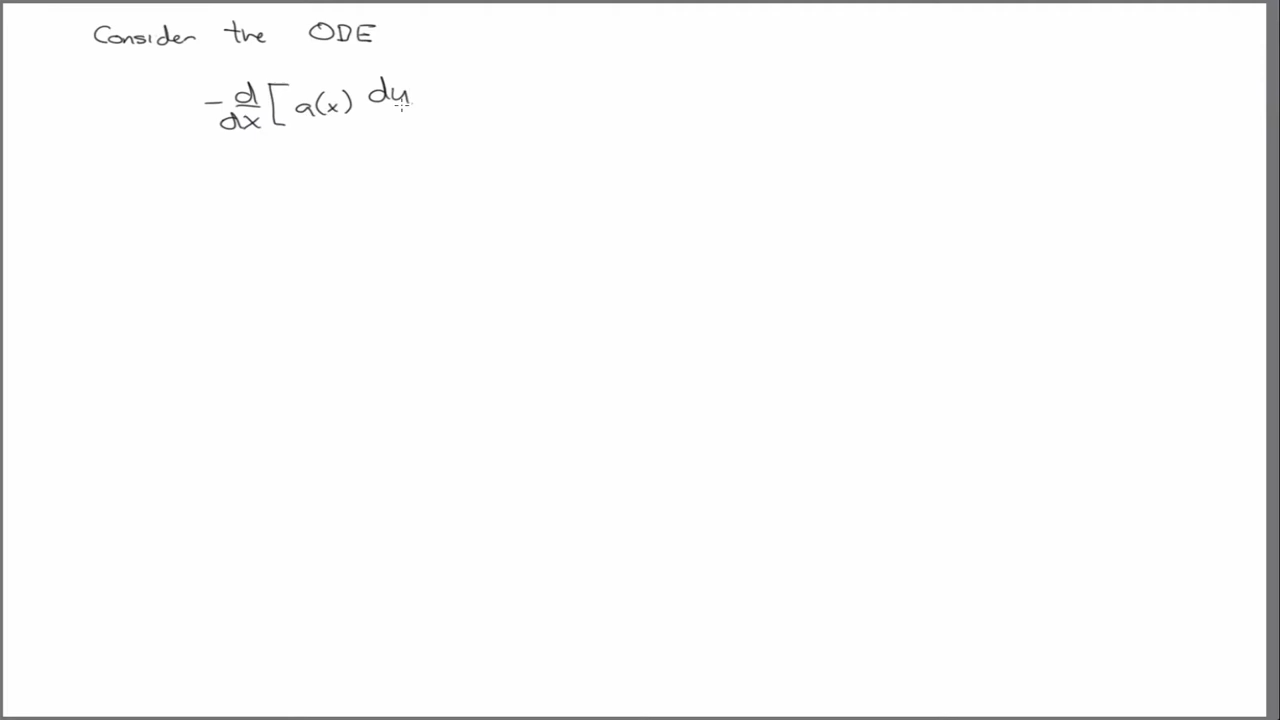 Consider the ODE
- d/dx [ a(x) du